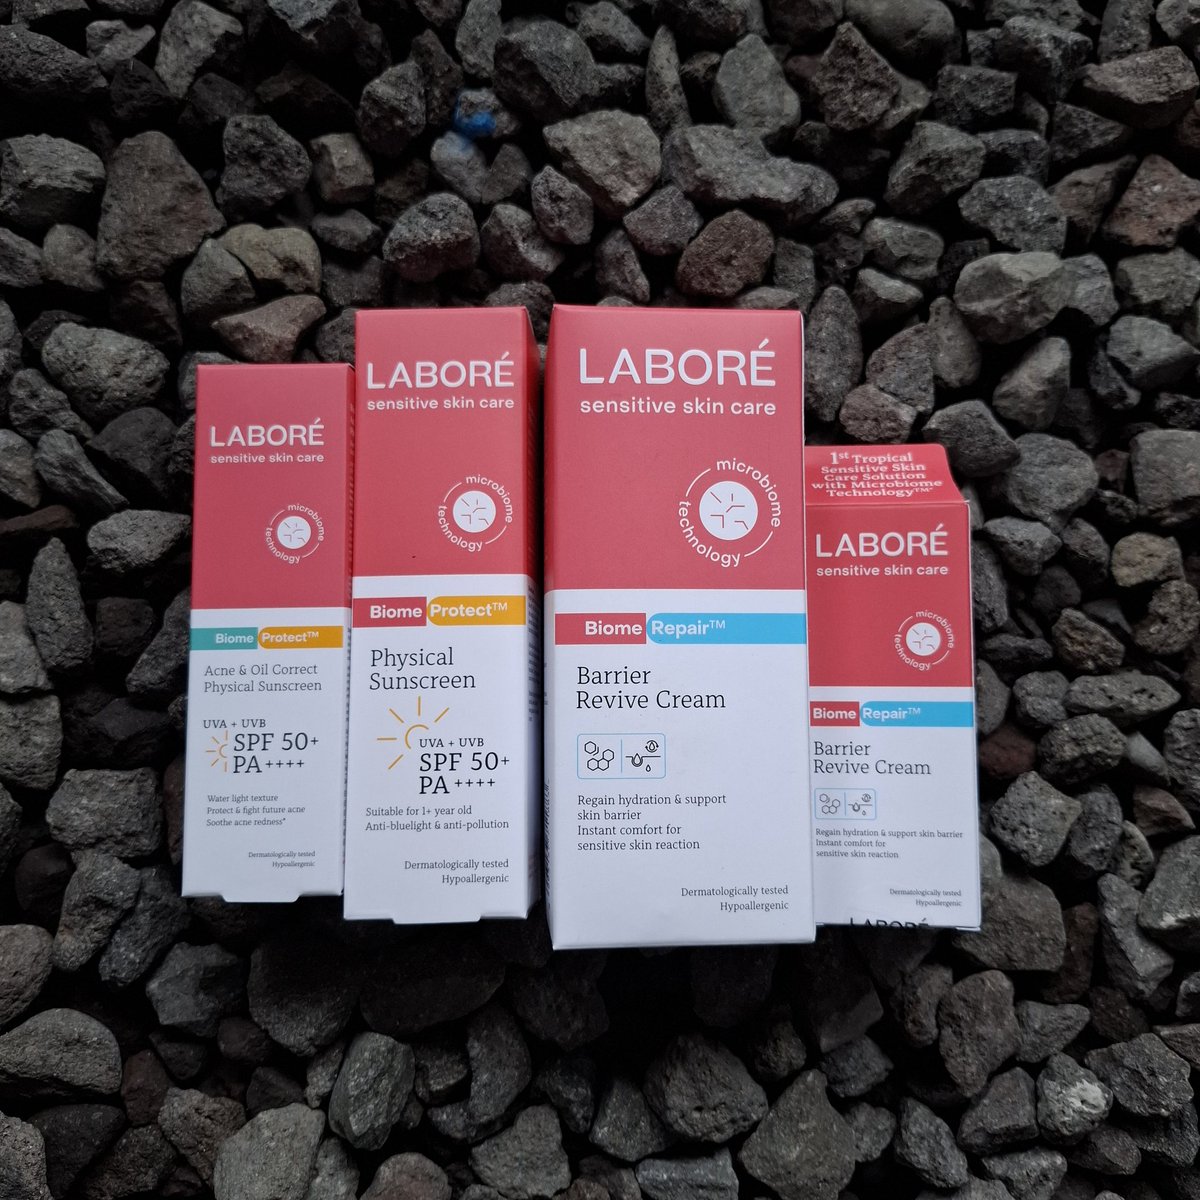 LABORÉ
sensitive skin care
microbiome
technology
Biome Protect™
Acne & Oil Correct
Physical Sunscreen
UVA + UVB
SPF 50+
PA ++++
Water light texture
Protect & fight future acne
Soothe acne redness*
Dermatologically tested
Hypoallergenic
LABORÉ
sensitive skin care
microbiome
technology
Biome Protect™
Physical
Sunscreen
UVA + UVB
SPF 50+
PA ++++
Suitable for 1+ year old
Anti-bluelight & anti-pollution
Dermatologically tested
Hypoallergenic
LABORÉ
sensitive skin care
microbiome
technology
Biome Repair™
Barrier
Revive Cream
Regain hydration & support
skin barrier
Instant comfort for
sensitive skin reaction
Dermatologically tested
Hypoallergenic
1st Tropical
Sensitive Skin
Care Solution
with Microbiome
Technology™*
LABORÉ
sensitive skin care
microbiome
technology
Biome Repair™
Barrier
Revive Cream
Regain hydration & support skin barrier
Instant comfort for
sensitive skin reaction
Dermatologically tested
Hypoallergenic
LABORÉ